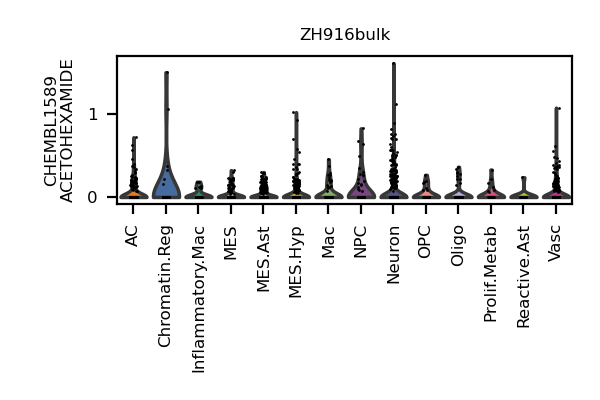 ZH916bulk
CHEMBL1589
ACETOHEXAMIDE
1
0
AC
Chromatin.Reg
Inflammatory.Mac
MES
MES.Ast
MES.Hyp
Mac
NPC
Neuron
OPC
Oligo
Prolif.Metab
Reactive.Ast
Vasc